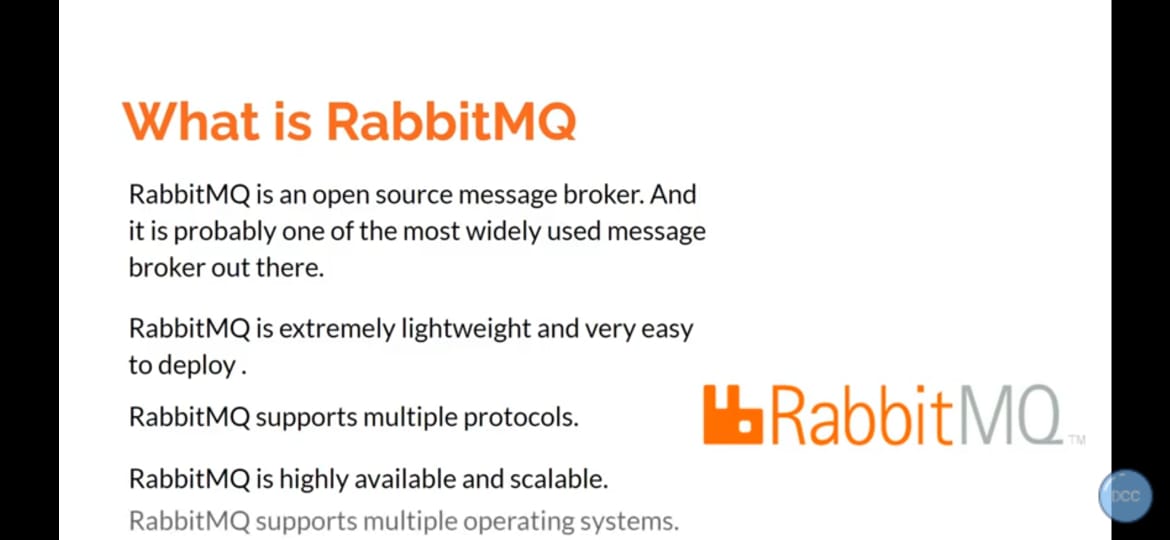 What is RabbitMQ
RabbitMQ is an open source message broker. And
it is probably one of the most widely used message
broker out there.
RabbitMQ is extremely lightweight and very easy
to deploy .
RabbitMQ supports multiple protocols.
RabbitMQ TM
RabbitMQ is highly available and scalable.
DCC
RabbitMQ supports multiple operating systems.